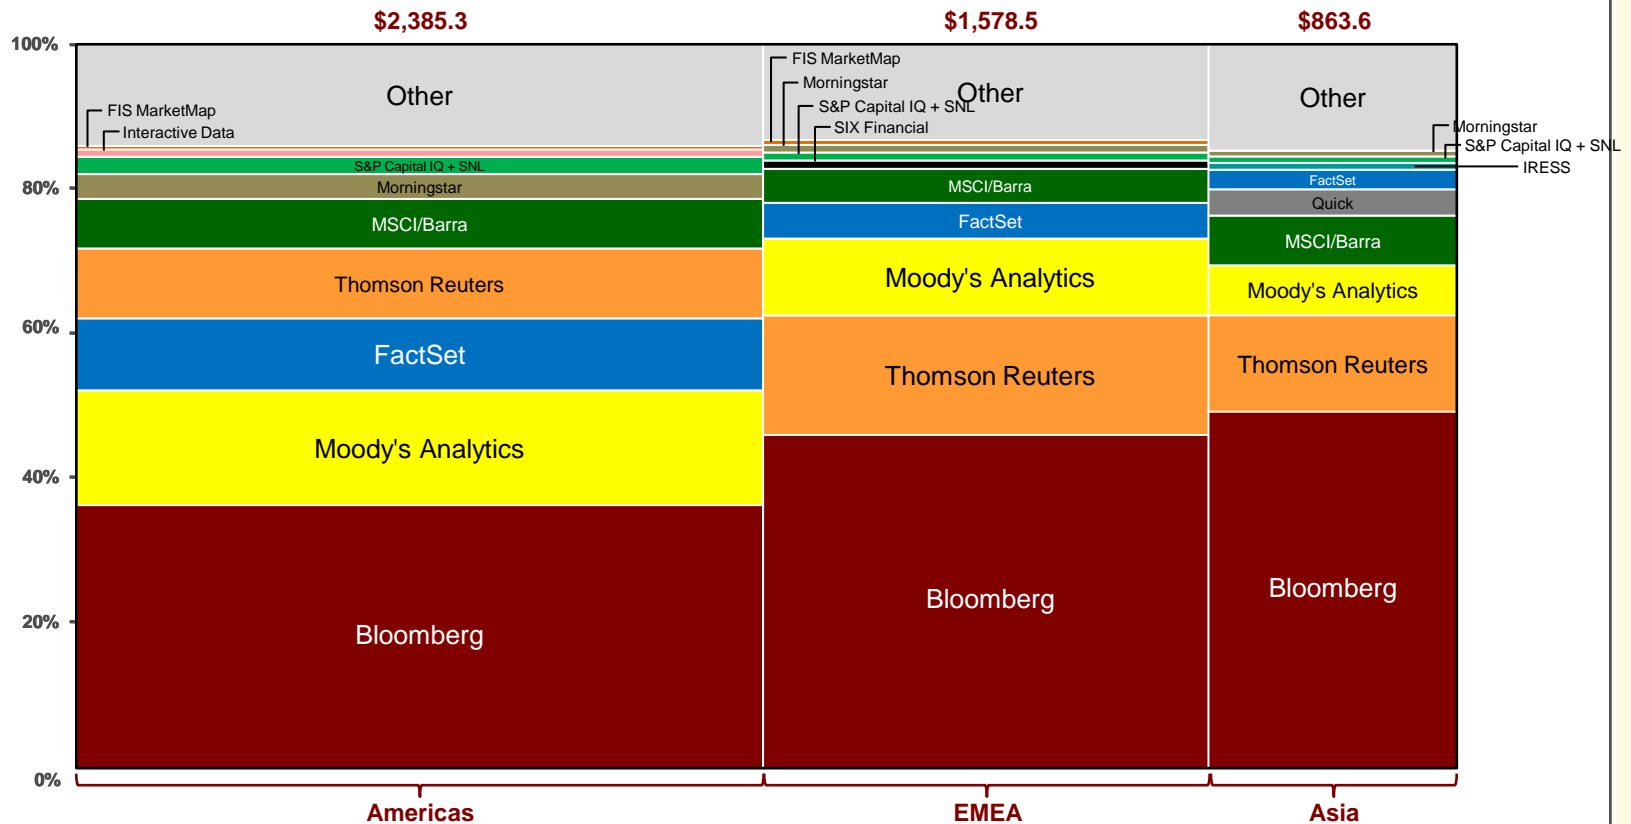 $2,385.3
$1,578.5
$863.6
100%
80%
60%
40%
20%
0%
Other
FIS MarketMap
Interactive Data
S&P Capital IQ + SNL
Morningstar
MSCI/Barra
Thomson Reuters
FactSet
Moody's Analytics
Bloomberg
FIS MarketMap
Morningstar
Other
S&P Capital IQ + SNL
SIX Financial
MSCI/Barra
FactSet
Moody's Analytics
Thomson Reuters
Bloomberg
Other
Morningstar
S&P Capital IQ + SNL
IRESS
FactSet
Quick
MSCI/Barra
Moody's Analytics
Thomson Reuters
Bloomberg
Americas
EMEA
Asia